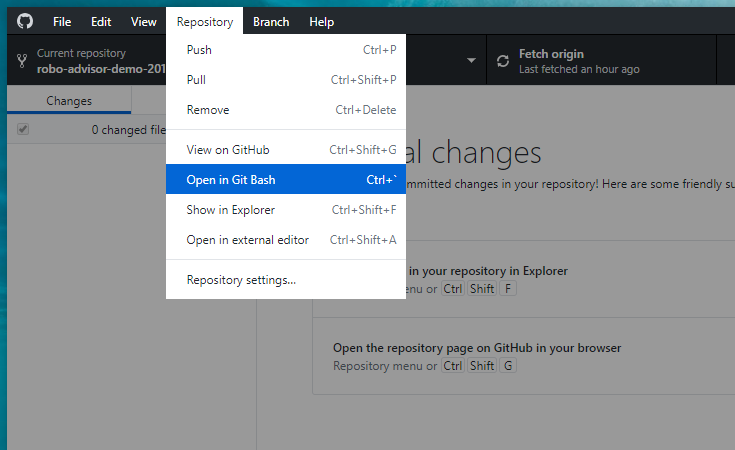 File Edit View Repository Branch Help
Current repository
robo-advisor-demo-201
Fetch origin
Last fetched an hour ago
Push Ctrl+P
Pull Ctrl+Shift+P
Remove Ctrl+Delete
View on GitHub Ctrl+Shift+G
Open in Git Bash Ctrl+`
Show in Explorer Ctrl+Shift+F
Open in external editor Ctrl+Shift+A
Repository settings...
Changes
0 changed file
al changes
mmitted changes in your repository! Here are some friendly su
in your repository in Explorer
menu or Ctrl Shift F
Open the repository page on GitHub in your browser
Repository menu or Ctrl Shift G